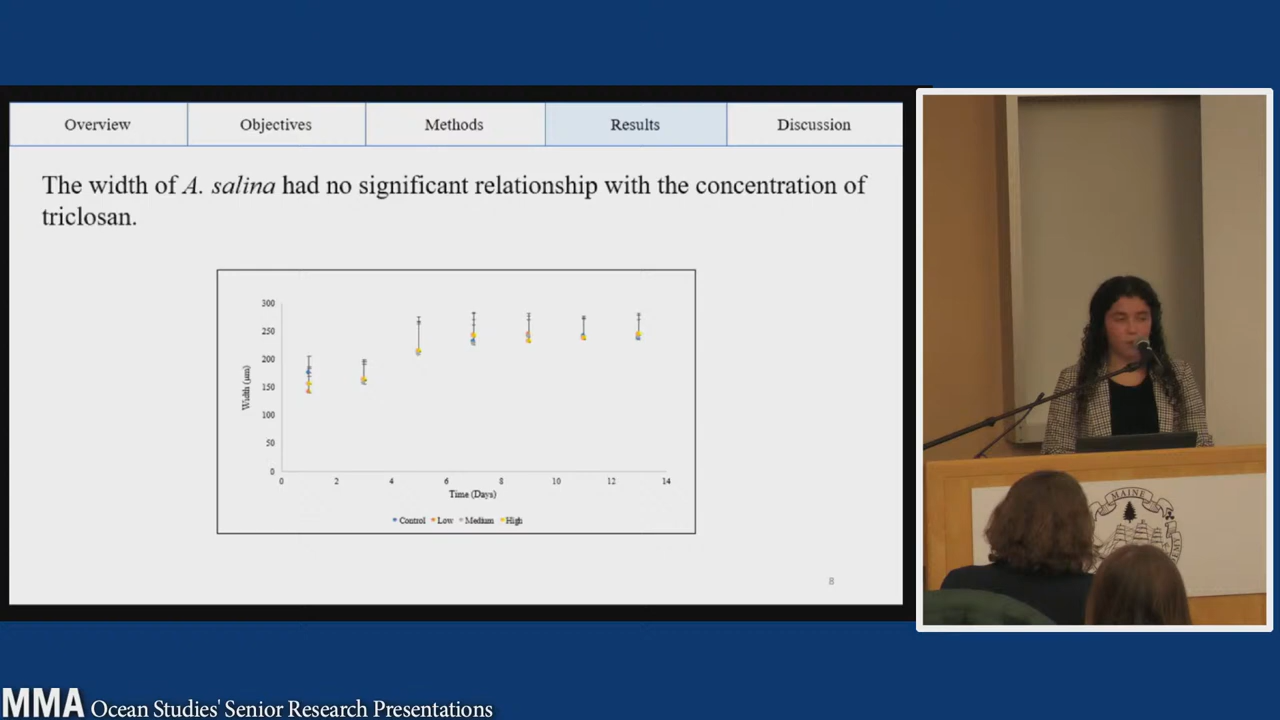 Overview
Objectives
Methods
Results
Discussion
The width of A. salina had no significant relationship with the concentration of
triclosan.
300
250
200
150
100
50
0
Width (µm)
0 2 4 6 8 10 12 14
Time (Days)
Control Low Medium High
8
MAINE
EMY
MMA Ocean Studies' Senior Research Presentations